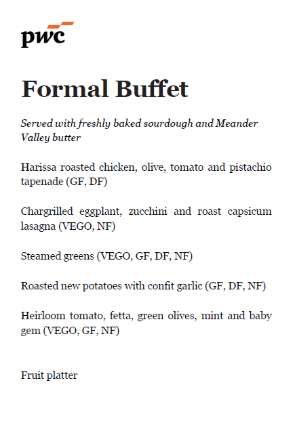 pwc
Formal Buffet
Served with freshly baked sourdough and Meander
Valley butter
Harissa roasted chicken, olive, tomato and pistachio
tapenade (GF, DF)
Chargrilled eggplant, zucchini and roast capsicum
lasagna (VEGO, NF)
Steamed greens (VEGO, GF, DF, NF)
Roasted new potatoes with confit garlic (GF, DF, NF)
Heirloom tomato, fetta, green olives, mint and baby
gem (VEGO, GF, NF)
Fruit platter